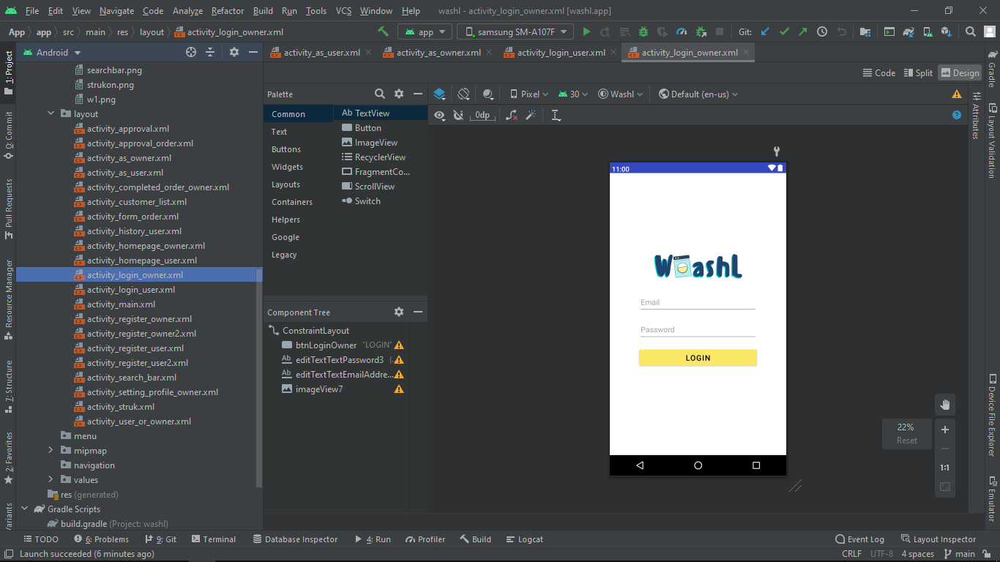 File Edit View Navigate Code Analyze Refactor Build Run Tools VCS Window Help washl - activity_login_owner.xml [washl.app]
App app src main res layout activity_login_owner.xml app samsung SM-A107F Git:
Android activity_as_user.xml activity_as_owner.xml activity_login_user.xml activity_login_owner.xml
Code Split Design
1: Project
0: Commit
Pull Requests
Resource Manager
7: Structure
2: Favorites
searchbar.png
strukon.png
w1.png
layout
activity_approval.xml
activity_approval_order.xml
activity_as_owner.xml
activity_as_user.xml
activity_completed_order_owner.xml
activity_customer_list.xml
activity_form_order.xml
activity_history_user.xml
activity_homepage_owner.xml
activity_homepage_user.xml
activity_login_owner.xml
activity_login_user.xml
activity_main.xml
activity_register_owner.xml
activity_register_owner2.xml
activity_register_user.xml
activity_register_user2.xml
activity_search_bar.xml
activity_setting_profile_owner.xml
activity_struk.xml
activity_user_or_owner.xml
menu
mipmap
navigation
values
res (generated)
Gradle Scripts
build.gradle (Project: washl)
Palette
Common
Text
Buttons
Widgets
Layouts
Containers
Helpers
Google
Legacy
Ab TextView
Button
ImageView
RecyclerView
FragmentCo...
ScrollView
Switch
Component Tree
ConstraintLayout
btnLoginOwner "LOGIN"
Ab editTextTextPassword3 (
Ab editTextTextEmailAddre...
imageView7
Pixel 30 Washl Default (en-us)
0dp
11:00
WashL
Email
Password
LOGIN
22%
Reset
1:1
Gradle
Attributes
Layout Validation
Device File Explorer
Emulator
TODO 6: Problems 9: Git Terminal Database Inspector 4: Run Profiler Build Logcat Event Log Layout Inspector
Launch succeeded (6 minutes ago) CRLF UTF-8 4 spaces main